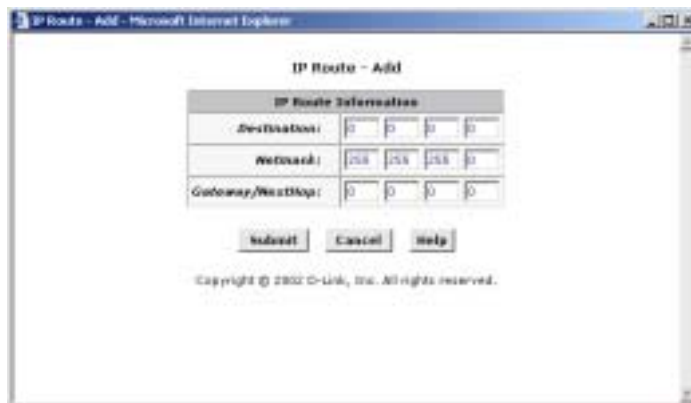 IP Route - Add - Microsoft Internet Explorer
IP Route - Add
IP Route Information
Destination: 0 0 0 0
Netmask: 255 255 255 0
Gateway/NextHop: 0 0 0 0
Submit Cancel Help
Copyright © 2002 D-Link, Inc. All rights reserved.